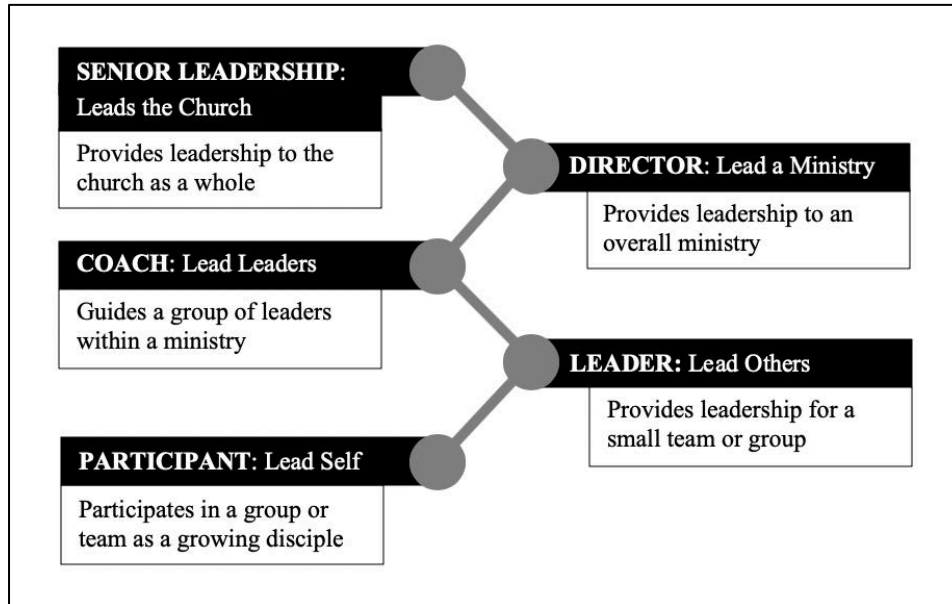 SENIOR LEADERSHIP:
Leads the Church
Provides leadership to the
church as a whole
DIRECTOR: Lead a Ministry
Provides leadership to an
overall ministry
COACH: Lead Leaders
Guides a group of leaders
within a ministry
LEADER: Lead Others
Provides leadership for a
small team or group
PARTICIPANT: Lead Self
Participates in a group or
team as a growing disciple